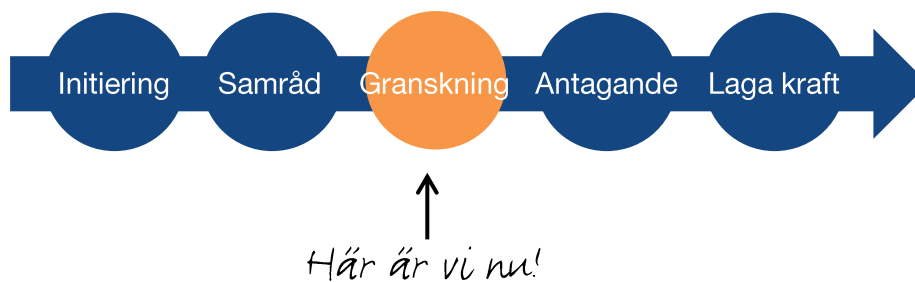 Initiering Samråd Granskning Antagande Laga kraft
Här är vi nu!